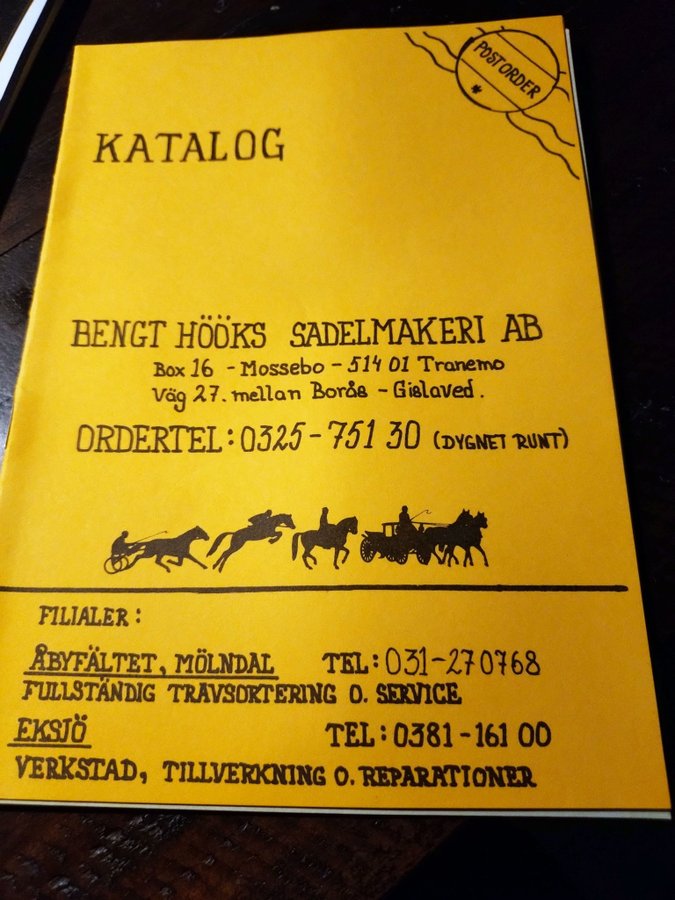 POSTORDER
KATALOG
BENGT HÖÖKS SADELMAKERI AB
Box 16 - Mossebo - 514 01 Tranemo
Väg 27. mellan Borås - Gislaved.
ORDERTEL: 0325-751 30 (DYGNET RUNT)
FILIALER:
ÅBYFÄLTET, MÖLNDAL TEL: 031-270768
FULLSTÄNDIG TRAVSORTERING O. SERVICE
EKSJÖ TEL: 0381-161 00
VERKSTAD, TILLVERKNING O. REPARATIONER